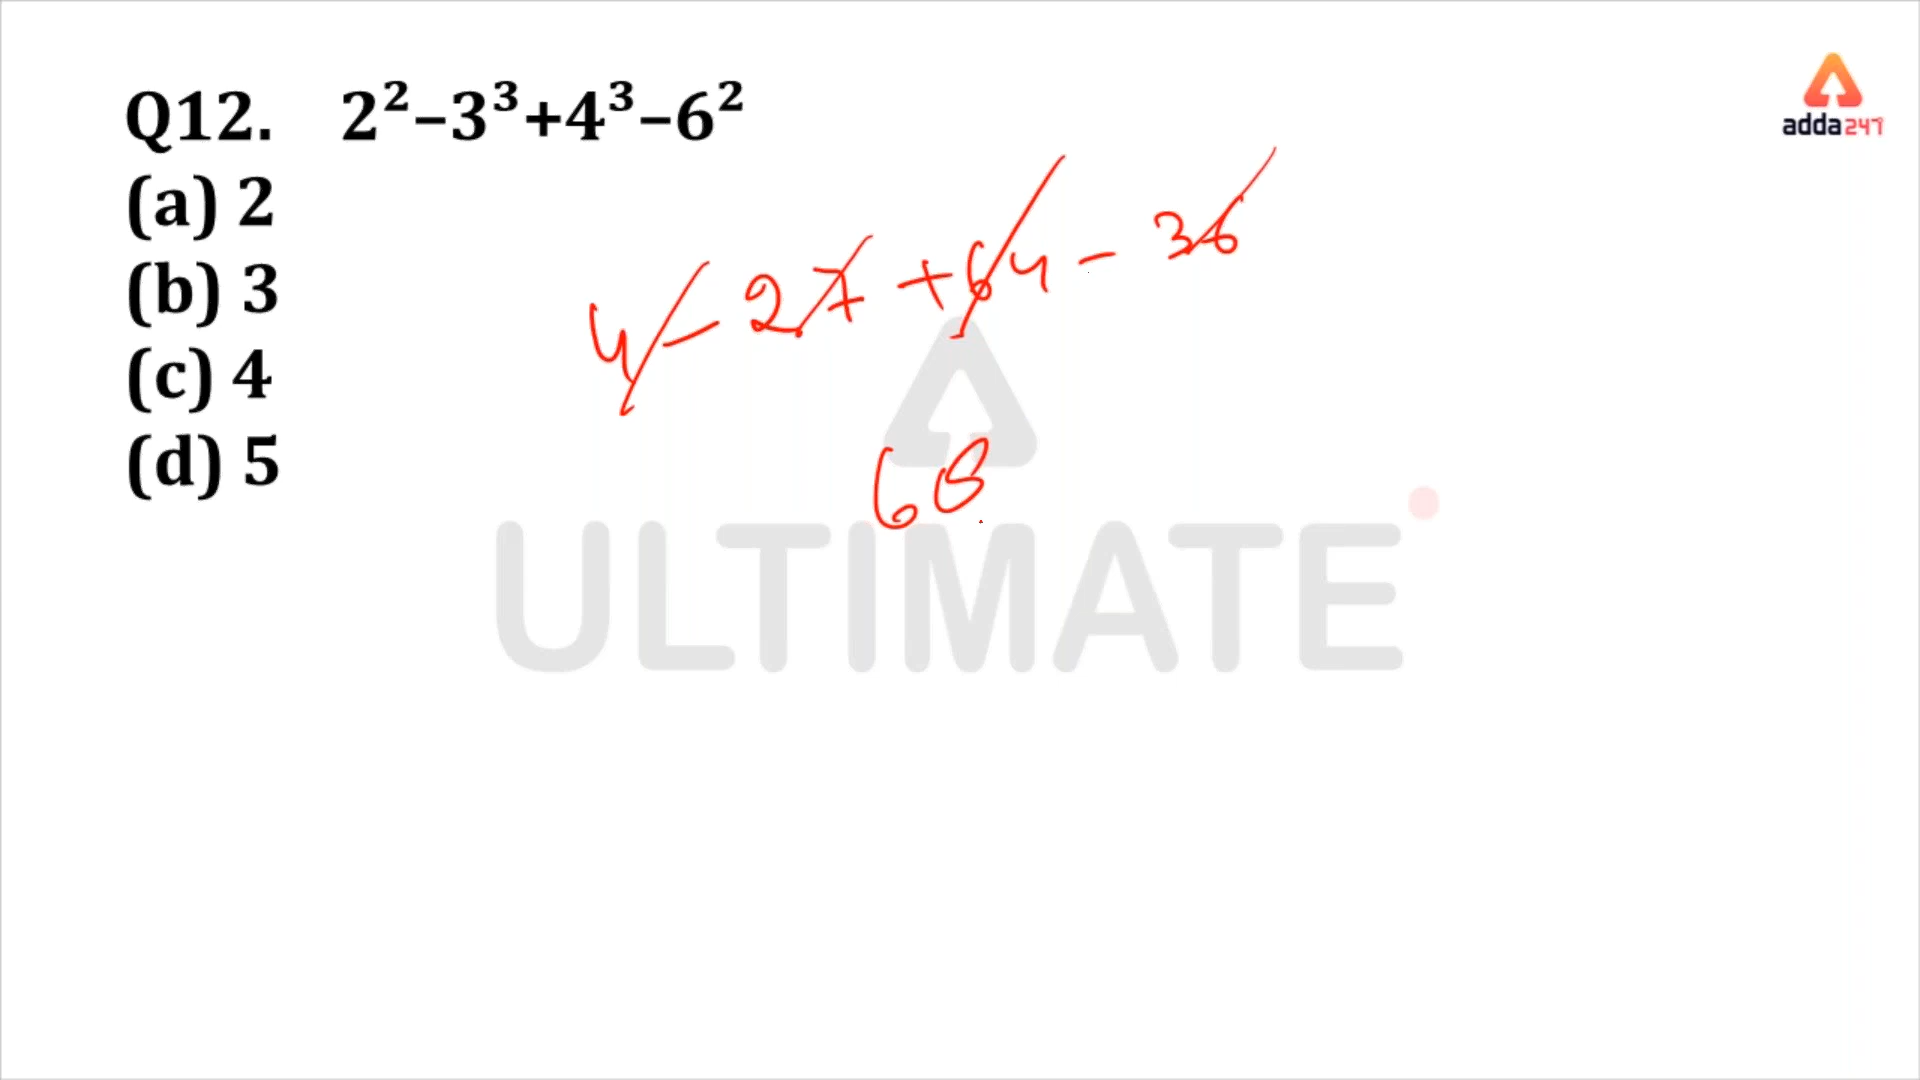 Q12. 2²–3³+4³–6²
adda247
(a) 2
(b) 3
(c) 4
(d) 5
4 – 27 + 64 – 36
68
ULTIMATE